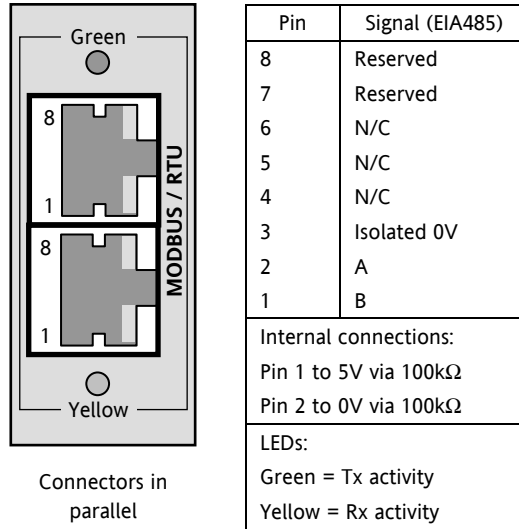 Green
8
1
8
1
MODBUS / RTU
Yellow
Connectors in
parallel
Pin Signal (EIA485)
8 Reserved
7 Reserved
6 N/C
5 N/C
4 N/C
3 Isolated 0V
2 A
1 B
Internal connections:
Pin 1 to 5V via 100kΩ
Pin 2 to 0V via 100kΩ
LEDs:
Green = Tx activity
Yellow = Rx activity